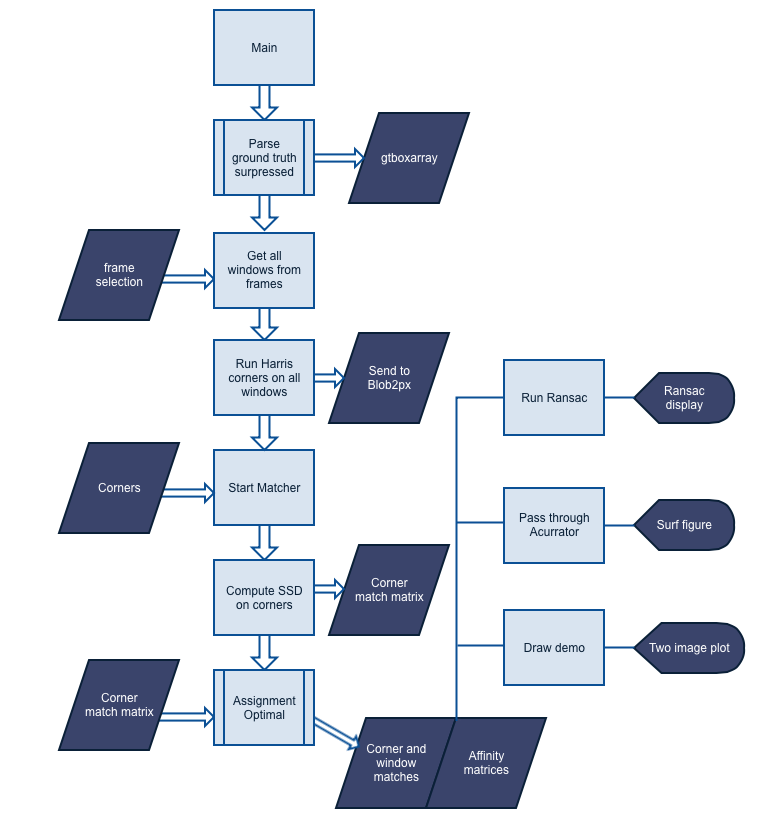 Main
Parse
ground truth
surpressed
gtboxarray
Get all
windows from
frames
frame
selection
Run Harris
corners on all
windows
Send to
Blob2px
Run Ransac
Ransac
display
Corners
Start Matcher
Pass through
Acurrator
Surf figure
Compute SSD
on corners
Corner
match matrix
Draw demo
Two image plot
Corner
match matrix
Assignment
Optimal
Corner and
window
matches
Affinity
matrices